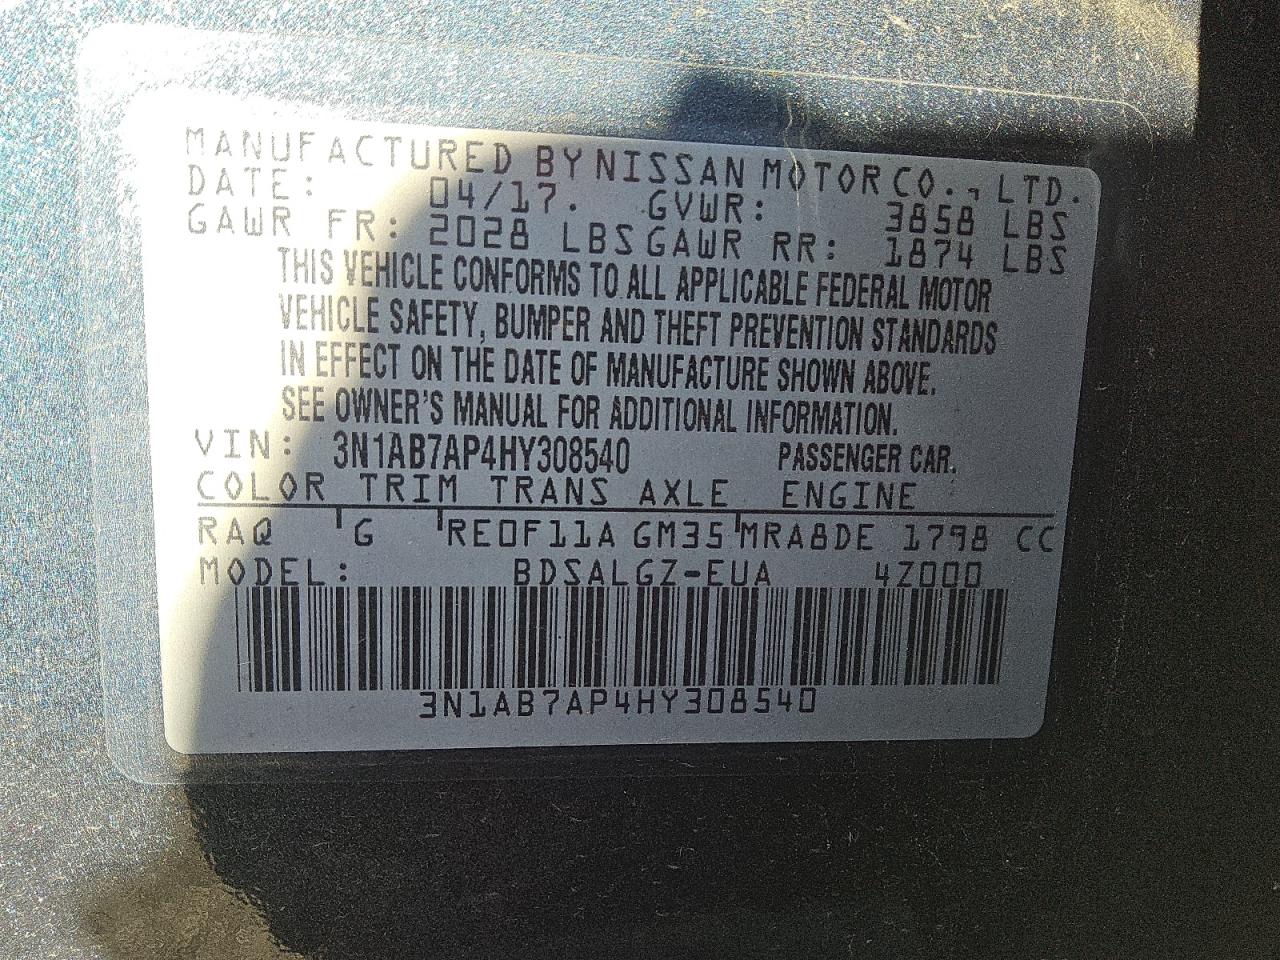 MANUFACTURED BY NISSAN MOTOR CO., LTD.
DATE: 04/17. GVWR: 3858 LBS
GAWR FR: 2028 LBS GAWR RR: 1874 LBS
THIS VEHICLE CONFORMS TO ALL APPLICABLE FEDERAL MOTOR
VEHICLE SAFETY, BUMPER AND THEFT PREVENTION STANDARDS
IN EFFECT ON THE DATE OF MANUFACTURE SHOWN ABOVE.
SEE OWNER'S MANUAL FOR ADDITIONAL INFORMATION.
VIN: 3N1AB7AP4HY308540 PASSENGER CAR.
COLOR TRIM TRANS AXLE ENGINE
RAQ G RE0F11A GM35 MRA8DE 1798 CC
MODEL: BDSALGZ-EUA 4Z000
3N1AB7AP4HY308540